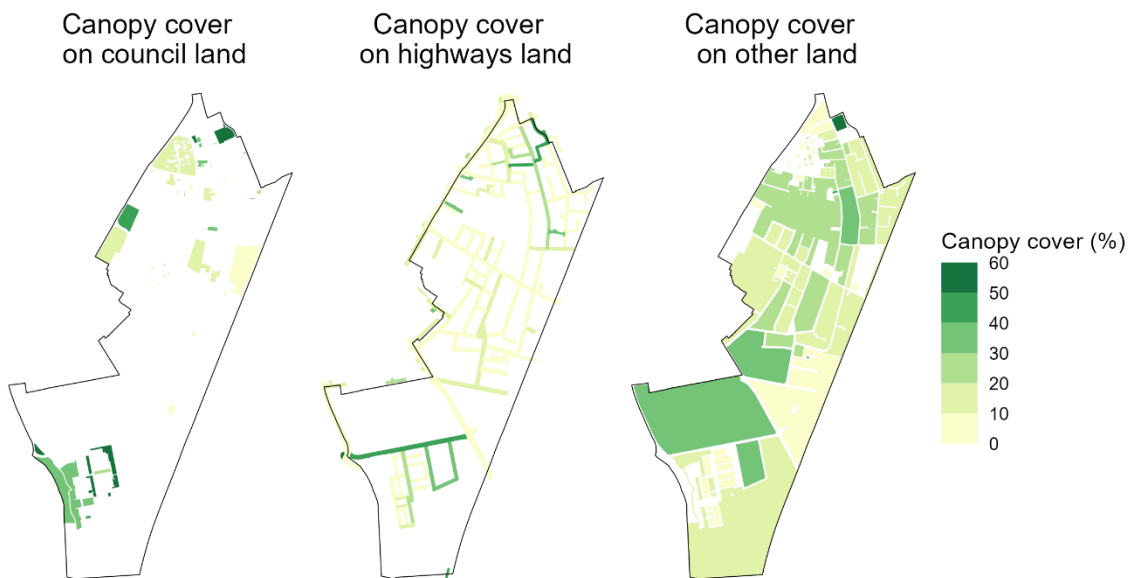 Canopy cover
on council land
Canopy cover
on highways land
Canopy cover
on other land
Canopy cover (%)
60
50
40
30
20
10
0